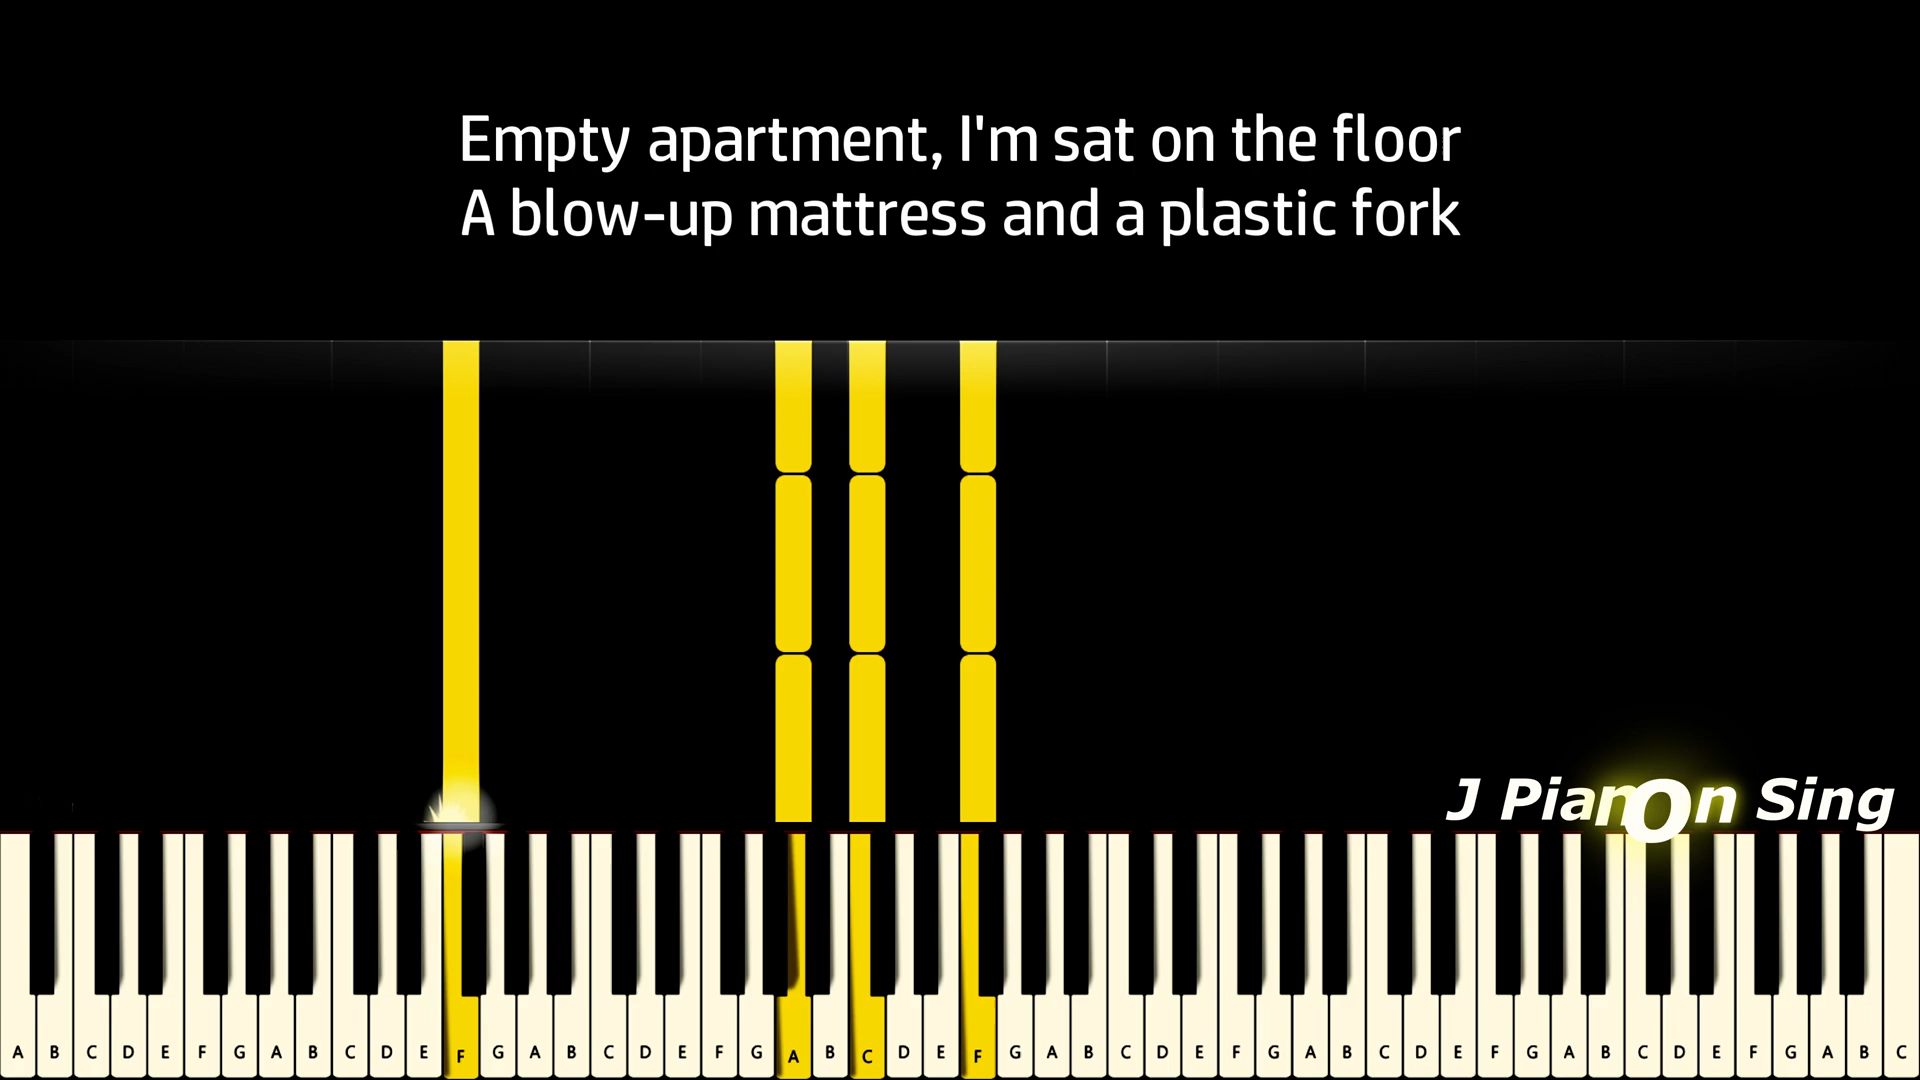 Empty apartment, I'm sat on the floor
A blow-up mattress and a plastic fork
J PianOn Sing
A B C D E F G A B C D E F G A B C D E F G A B C D E F G A B C D E F G A B C D E F G A B C D E F G A B C